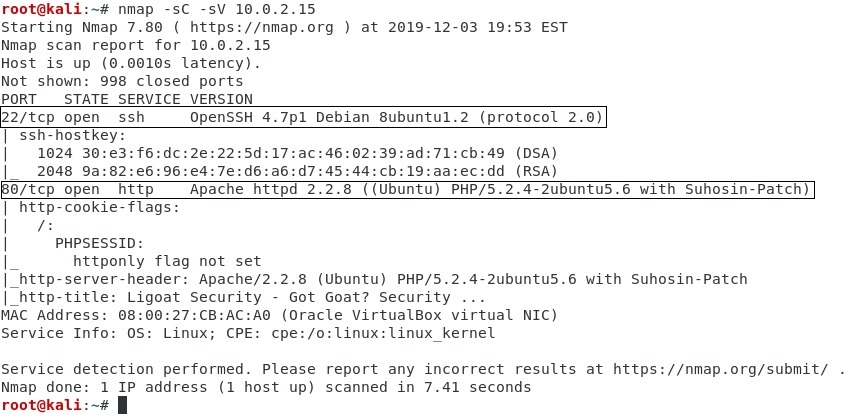 root@kali:~# nmap -sC -sV 10.0.2.15
Starting Nmap 7.80 ( https://nmap.org ) at 2019-12-03 19:53 EST
Nmap scan report for 10.0.2.15
Host is up (0.0010s latency).
Not shown: 998 closed ports
PORT   STATE SERVICE VERSION
22/tcp open  ssh     OpenSSH 4.7p1 Debian 8ubuntu1.2 (protocol 2.0)
| ssh-hostkey:
|   1024 30:e3:f6:dc:2e:22:5d:17:ac:46:02:39:ad:71:cb:49 (DSA)
|_  2048 9a:82:e6:96:e4:7e:d6:a6:d7:45:44:cb:19:aa:ec:dd (RSA)
80/tcp open  http    Apache httpd 2.2.8 ((Ubuntu) PHP/5.2.4-2ubuntu5.6 with Suhosin-Patch)
| http-cookie-flags:
|   /:
|     PHPSESSID:
|_      httponly flag not set
|_http-server-header: Apache/2.2.8 (Ubuntu) PHP/5.2.4-2ubuntu5.6 with Suhosin-Patch
|_http-title: Ligoat Security - Got Goat? Security ...
MAC Address: 08:00:27:CB:AC:A0 (Oracle VirtualBox virtual NIC)
Service Info: OS: Linux; CPE: cpe:/o:linux:linux_kernel

Service detection performed. Please report any incorrect results at https://nmap.org/submit/ .
Nmap done: 1 IP address (1 host up) scanned in 7.41 seconds
root@kali:~#